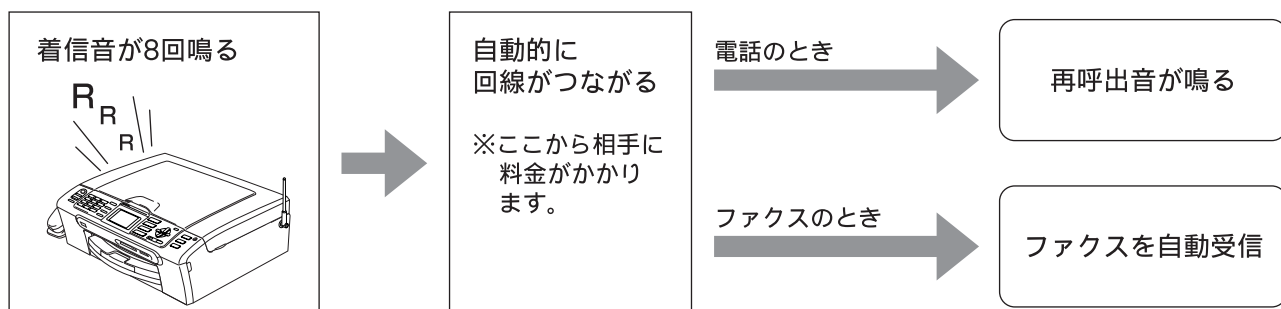 着信音が8回鳴る
R
R
R
自動的に
回線がつながる
※ここから相手に
料金がかかり
ます。
電話のとき
再呼出音が鳴る
ファクスのとき
ファクスを自動受信